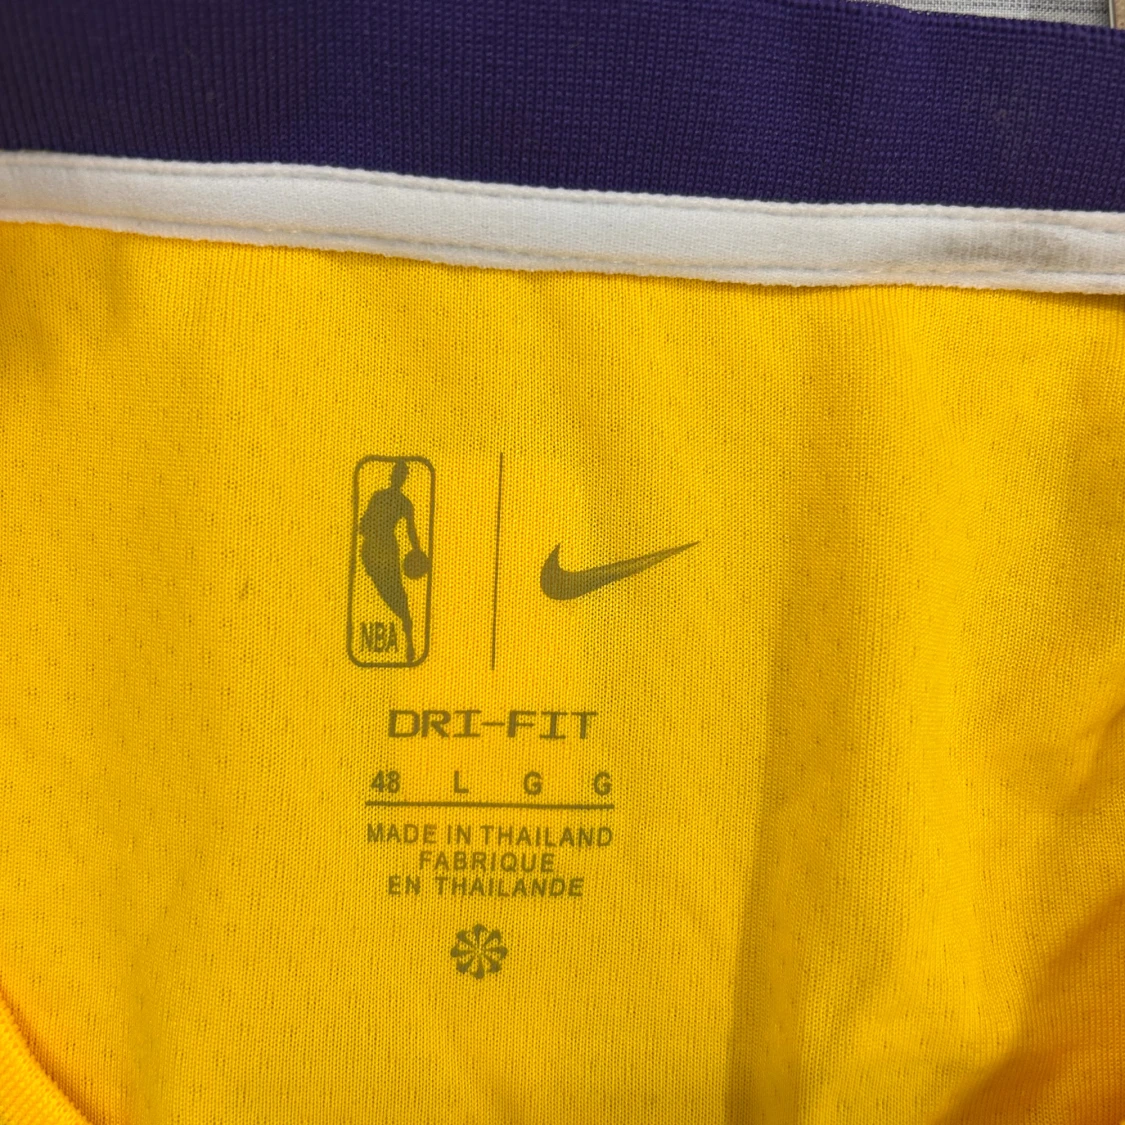 NBA
DRI-FIT
48 L G G
MADE IN THAILAND
FABRIQUE
EN THAILANDE